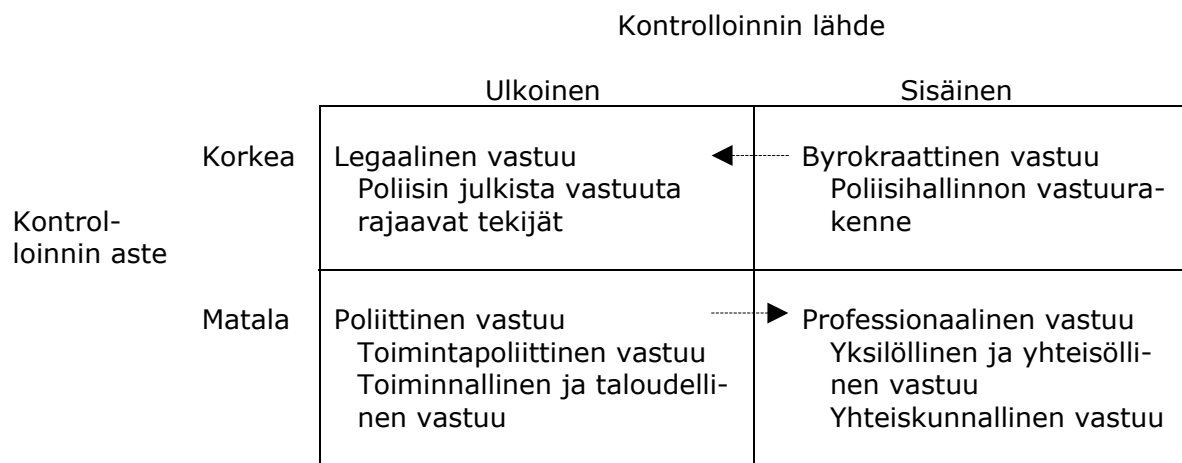 Kontrolloinnin lähde
Ulkoinen
Sisäinen
Kontrol-
loinnin aste
Korkea
Legaalinen vastuu
Poliisin julkista vastuuta
rajaavat tekijät
Byrokraattinen vastuu
Poliisihallinnon vastuura-
kenne
Matala
Poliittinen vastuu
Toimintapoliittinen vastuu
Toiminnallinen ja taloudelli-
nen vastuu
Professionaalinen vastuu
Yksilöllinen ja yhteisölli-
nen vastuu
Yhteiskunnallinen vastuu